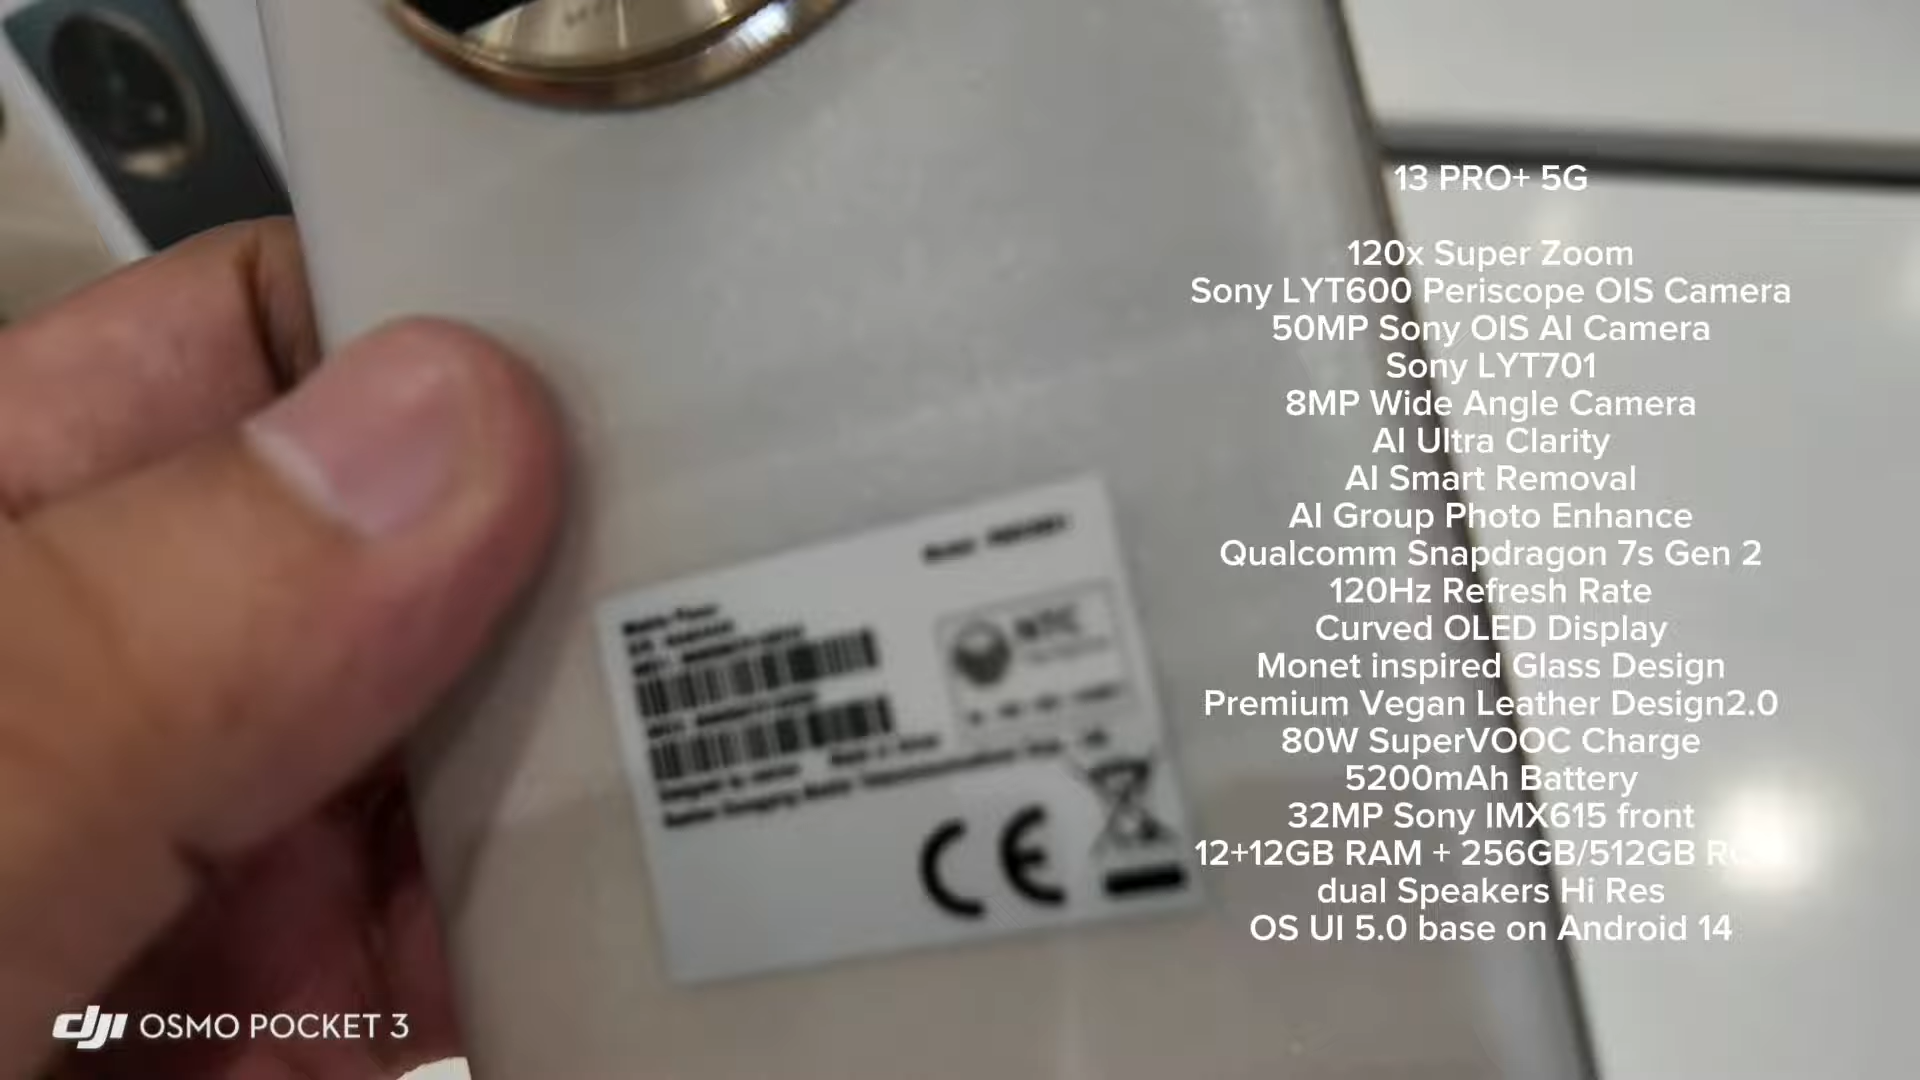 13 PRO+ 5G
120x Super Zoom
Sony LYT600 Periscope OIS Camera
50MP Sony OIS AI Camera
Sony LYT701
8MP Wide Angle Camera
AI Ultra Clarity
AI Smart Removal
AI Group Photo Enhance
Qualcomm Snapdragon 7s Gen 2
120Hz Refresh Rate
Curved OLED Display
Monet inspired Glass Design
Premium Vegan Leather Design2.0
80W SuperVOOC Charge
5200mAh Battery
32MP Sony IMX615 front
12+12GB RAM + 256GB/512GB
dual Speakers Hi Res
OS UI 5.0 base on Android 14
NTC
CE
dji OSMO POCKET 3